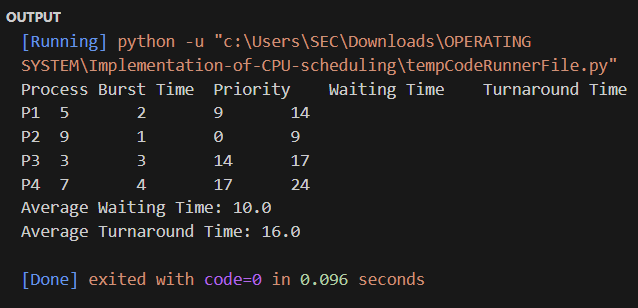 OUTPUT
[Running] python -u "c:\Users\SEC\Downloads\OPERATING
SYSTEM\Implementation-of-CPU-scheduling\tempCodeRunnerFile.py"
Process Burst Time  Priority    Waiting Time    Turnaround Time
P1  5       2       9       14
P2  9       1       0       9
P3  3       3       14      17
P4  7       4       17      24
Average Waiting Time: 10.0
Average Turnaround Time: 16.0
[Done] exited with code=0 in 0.096 seconds